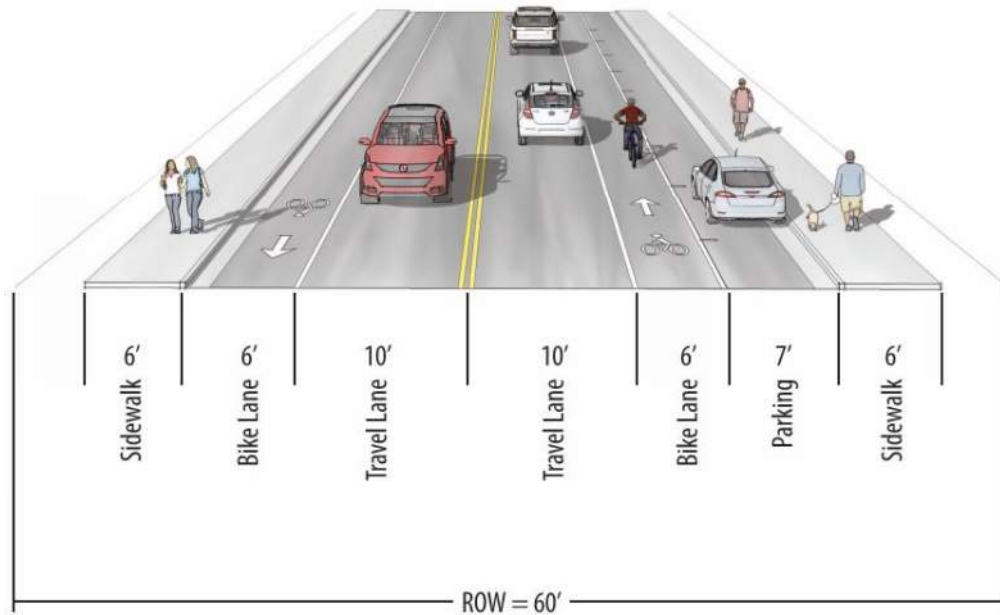 6’
Sidewalk
6’
Bike Lane
10’
Travel Lane
10’
Travel Lane
6’
Bike Lane
7’
Parking
6’
Sidewalk
ROW = 60’